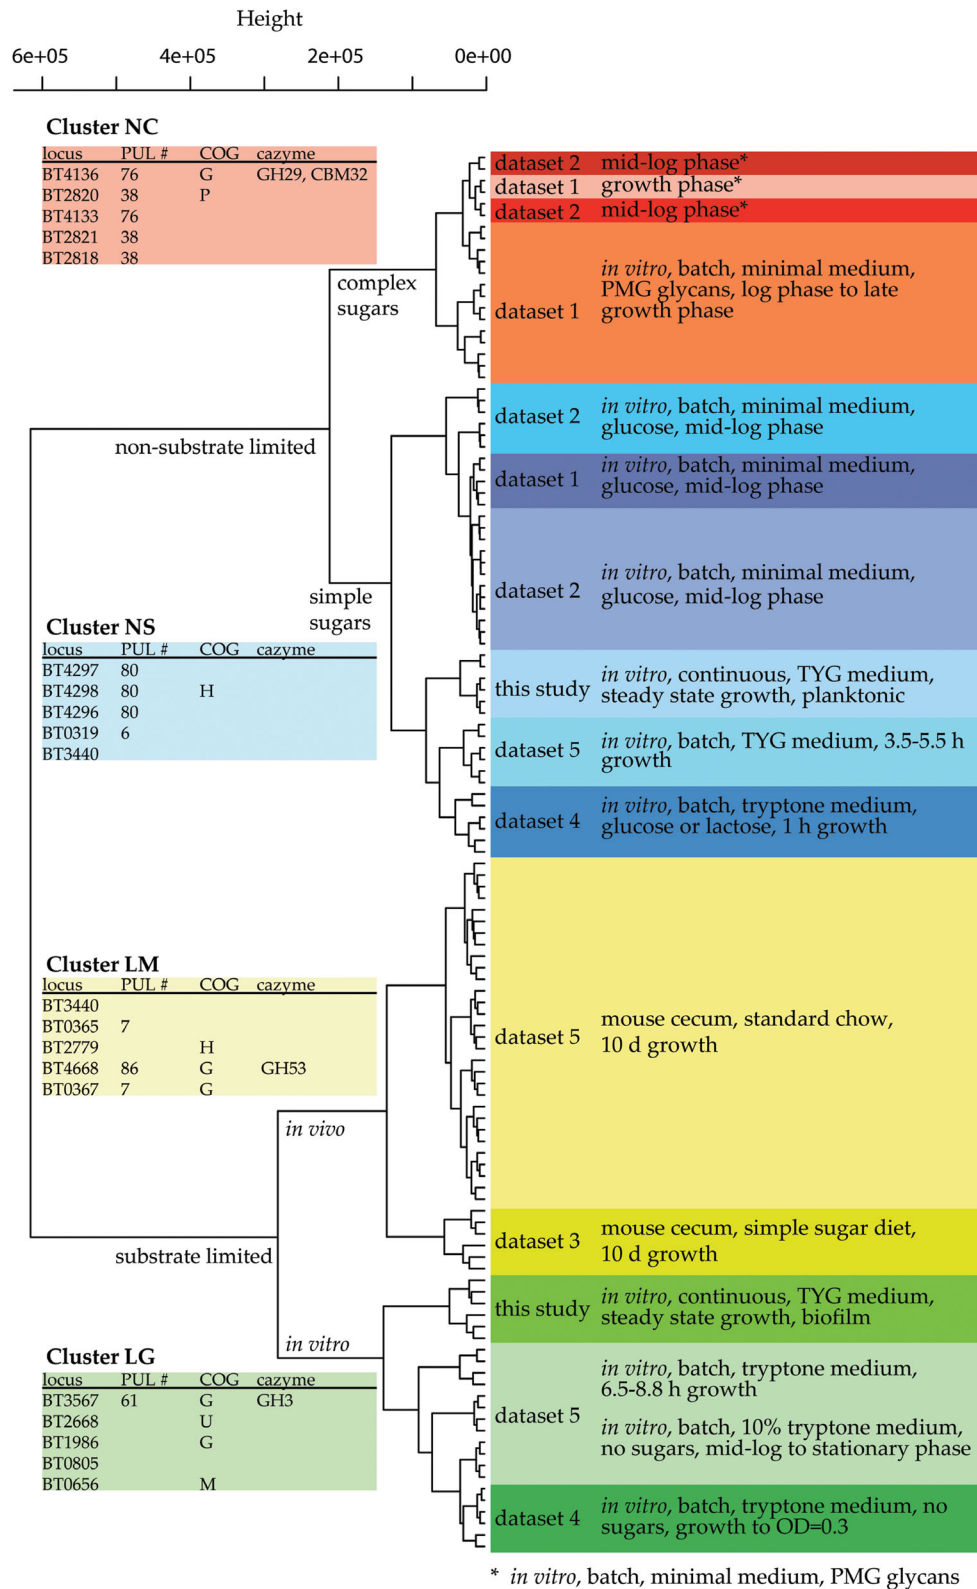 Height
6e+05 4e+05 2e+05 0e+00
Cluster NC
locus PUL # COG cazyme
BT4136 76 G GH29, CBM32
BT2820 38 P
BT4133 76
BT2821 38
BT2818 38
complex
sugars
non-substrate limited
simple
sugars
Cluster NS
locus PUL # COG cazyme
BT4297 80
BT4298 80 H
BT4296 80
BT0319 6
BT3440
Cluster LM
locus PUL # COG cazyme
BT3440
BT0365 7
BT2779 H
BT4668 86 G GH53
BT0367 7 G
in vivo
substrate limited
in vitro
Cluster LG
locus PUL # COG cazyme
BT3567 61 G GH3
BT2668 U
BT1986 G
BT0805
BT0656 M
dataset 2 mid-log phase*
dataset 1 growth phase*
dataset 2 mid-log phase*
dataset 1 in vitro, batch, minimal medium,
PMG glycans, log phase to late
growth phase
dataset 2 in vitro, batch, minimal medium,
glucose, mid-log phase
dataset 1 in vitro, batch, minimal medium,
glucose, mid-log phase
dataset 2 in vitro, batch, minimal medium,
glucose, mid-log phase
this study in vitro, continuous, TYG medium,
steady state growth, planktonic
dataset 5 in vitro, batch, TYG medium, 3.5-5.5 h
growth
dataset 4 in vitro, batch, tryptone medium,
glucose or lactose, 1 h growth
dataset 5 mouse cecum, standard chow,
10 d growth
dataset 3 mouse cecum, simple sugar diet,
10 d growth
this study in vitro, continuous, TYG medium,
steady state growth, biofilm
dataset 5 in vitro, batch, tryptone medium,
6.5-8.8 h growth
in vitro, batch, 10% tryptone medium,
no sugars, mid-log to stationary phase
dataset 4 in vitro, batch, tryptone medium, no
sugars, growth to OD=0.3
* in vitro, batch, minimal medium, PMG glycans